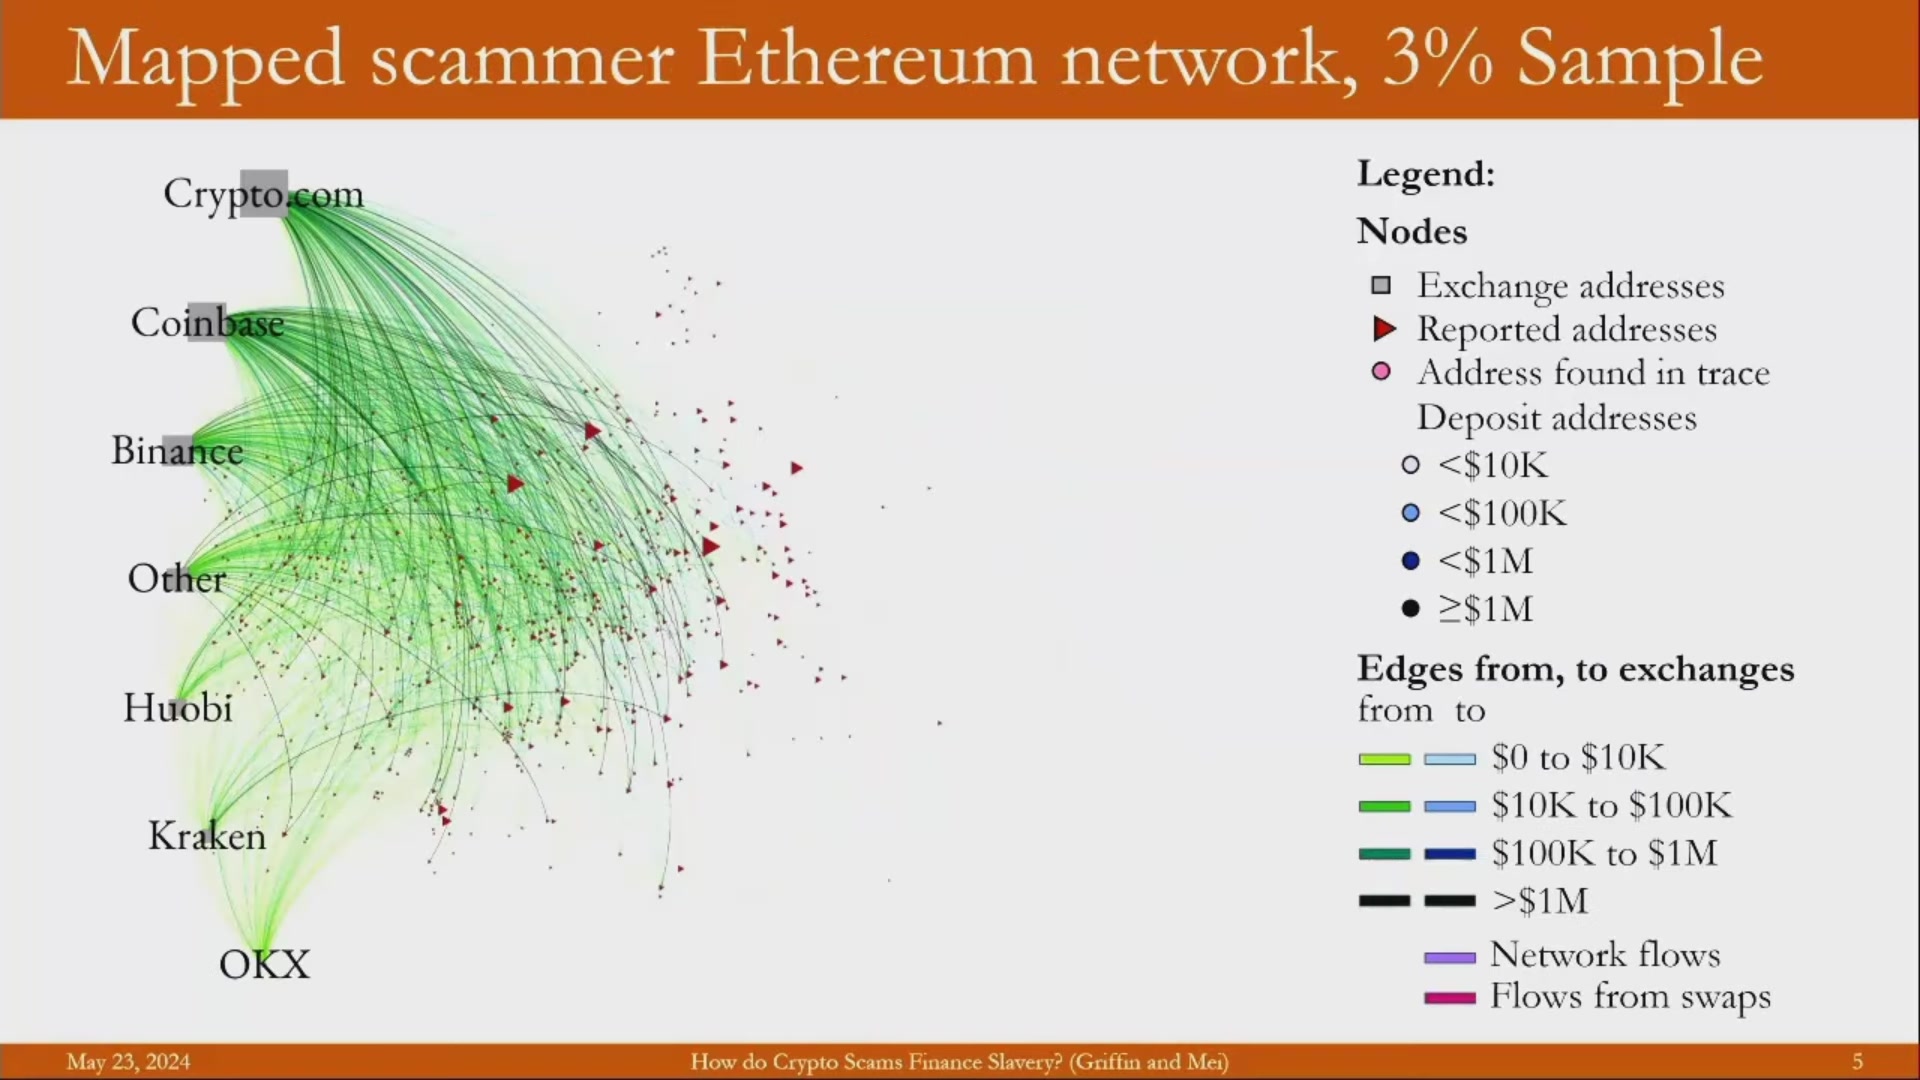 Mapped scammer Ethereum network, 3% Sample
Crypto.com
Coinbase
Binance
Other
Huobi
Kraken
OKX
Legend:
Nodes
Exchange addresses
Reported addresses
Address found in trace
Deposit addresses
<$10K
<$100K
<$1M
≥$1M
Edges from, to exchanges
from to
$0 to $10K
$10K to $100K
$100K to $1M
>$1M
Network flows
Flows from swaps
May 23, 2024
How do Crypto Scams Finance Slavery? (Griffin and Mei)
5